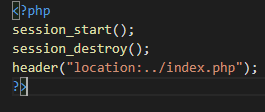 <?php
session_start();
session_destroy();
header("location:../index.php");
?>